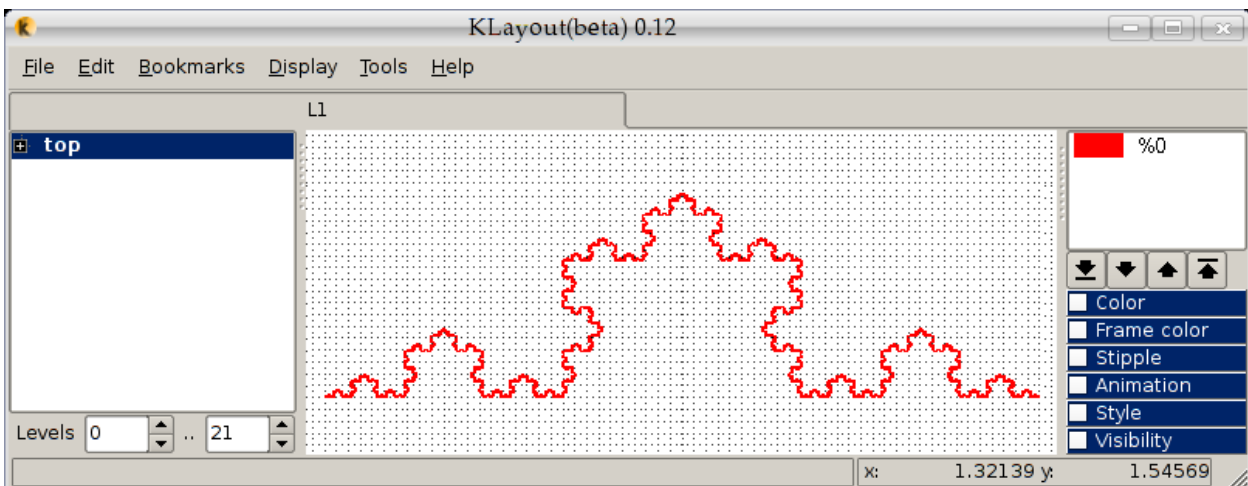 KLayout(beta) 0.12
File Edit Bookmarks Display Tools Help
L1
top
%0
Color
Frame color
Stipple
Animation
Style
Visibility
Levels 0 .. 21
x: 1.32139 y: 1.54569